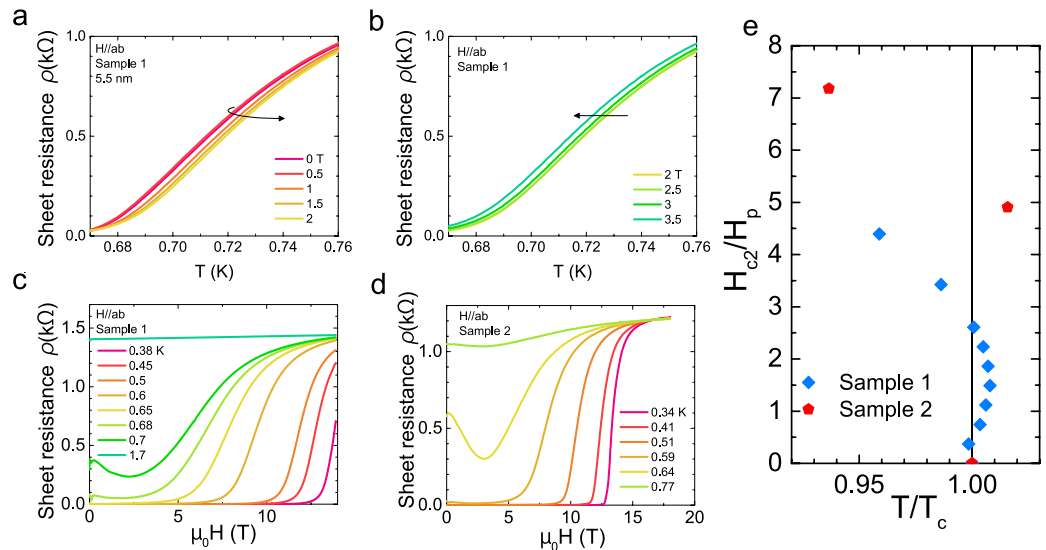 a
H//ab
Sample 1
5.5 nm
Sheet resistance ρ(kΩ)
1.0
0.5
0.0
0 T
0.5
1
1.5
2
0.68 0.70 0.72 0.74 0.76
T (K)
b
H//ab
Sample 1
Sheet resistance ρ(kΩ)
1.0
0.5
0.0
2 T
2.5
3
3.5
0.68 0.70 0.72 0.74 0.76
T (K)
c
H//ab
Sample 1
Sheet resistance ρ(kΩ)
1.5
1.0
0.5
0.0
0.38 K
0.45
0.5
0.6
0.65
0.68
0.7
1.7
0 5 10
μ₀H (T)
d
H//ab
Sample 2
Sheet resistance ρ(kΩ)
1.0
0.5
0.0
0.34 K
0.41
0.51
0.59
0.64
0.77
0 5 10 15 20
μ₀H (T)
e
H_c2/H_p
8
7
6
5
4
3
2
1
0
Sample 1
Sample 2
0.95 1.00
T/T_c